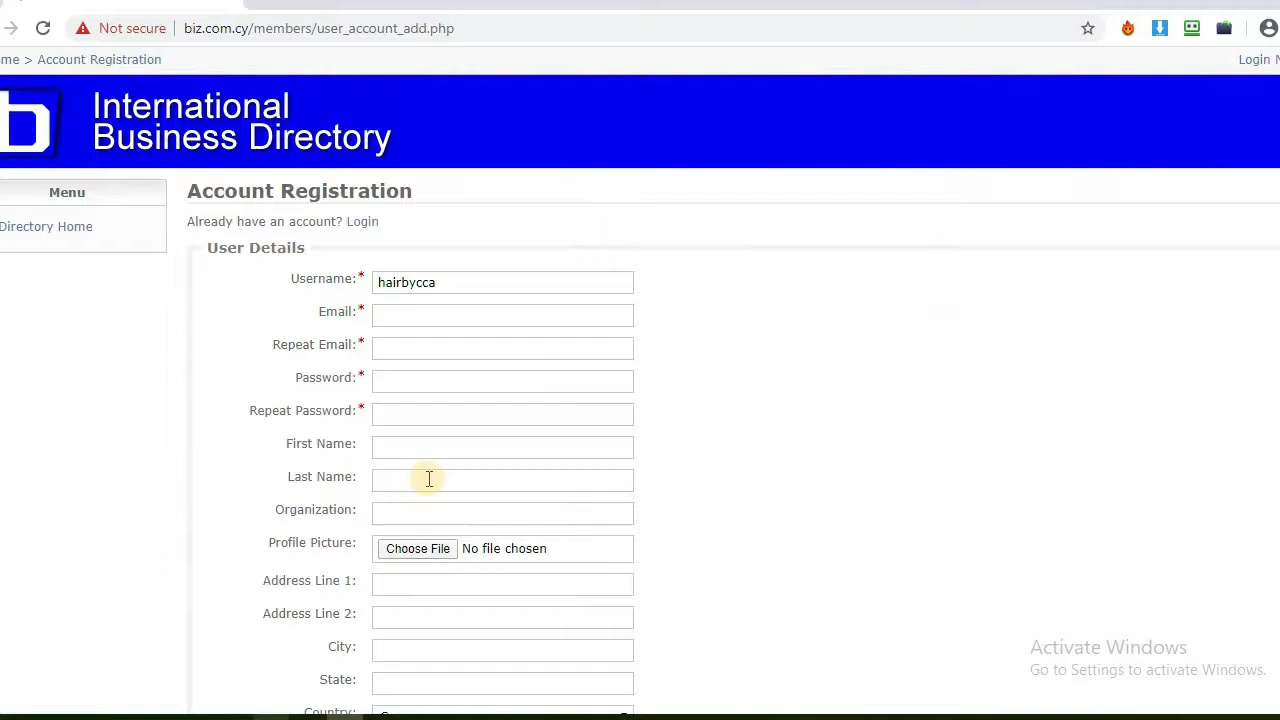 Not secure | biz.com.cy/members/user_account_add.php
me > Account Registration
Login N
b International
Business Directory
Menu
Directory Home
Account Registration
Already have an account? Login
User Details
Username:* hairbycca
Email:*
Repeat Email:*
Password:*
Repeat Password:*
First Name:
Last Name:
Organization:
Profile Picture: Choose File No file chosen
Address Line 1:
Address Line 2:
City:
State:
Country:
Activate Windows
Go to Settings to activate Windows.